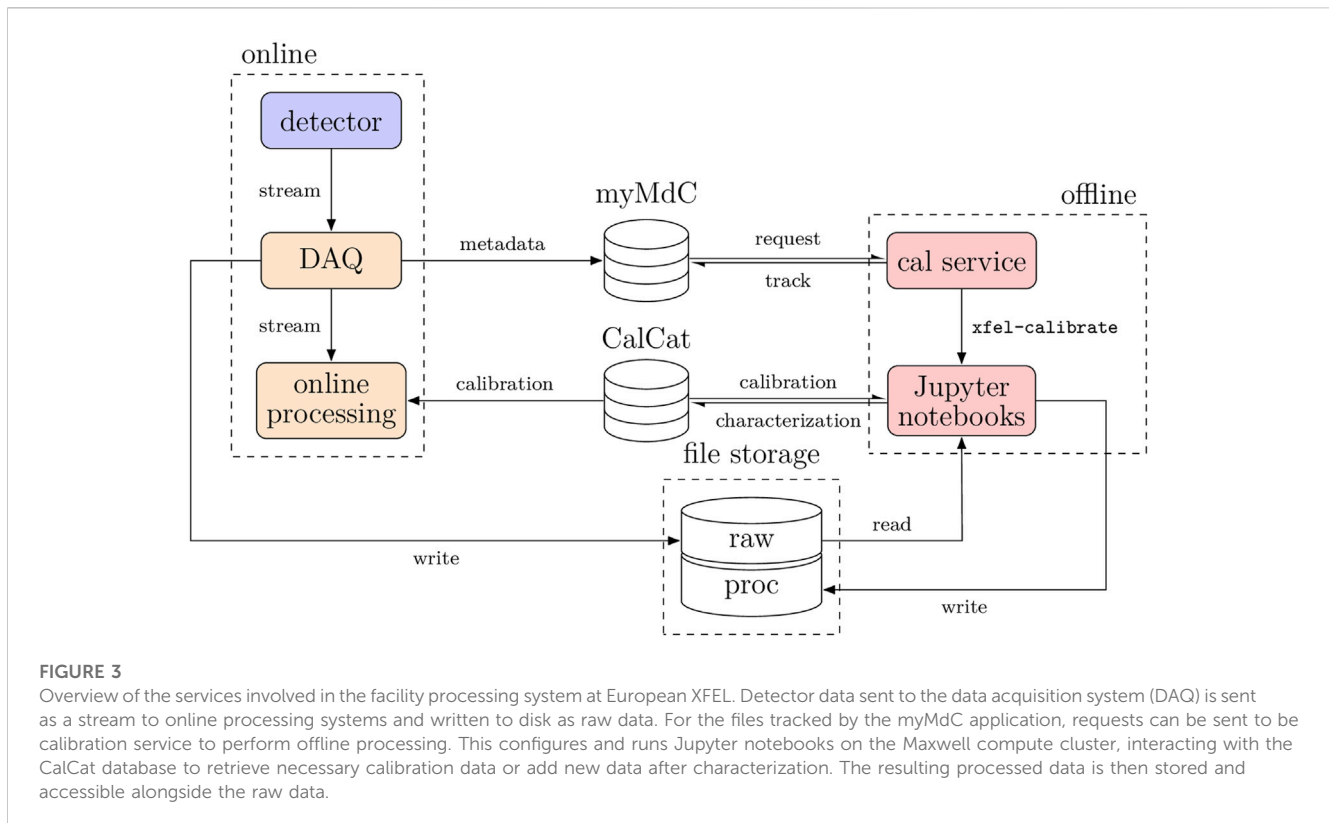 online
detector
stream
myMdC
offline
DAQ
metadata
request
track
cal service
stream
xfel-calibrate
CalCat
online
processing
calibration
calibration
characterization
Jupyter
notebooks
file storage
raw
read
write
proc
write
FIGURE 3
Overview of the services involved in the facility processing system at European XFEL. Detector data sent to the data acquisition system (DAQ) is sent
as a stream to online processing systems and written to disk as raw data. For the files tracked by the myMdC application, requests can be sent to be
calibration service to perform offline processing. This configures and runs Jupyter notebooks on the Maxwell compute cluster, interacting with the
CalCat database to retrieve necessary calibration data or add new data after characterization. The resulting processed data is then stored and
accessible alongside the raw data.